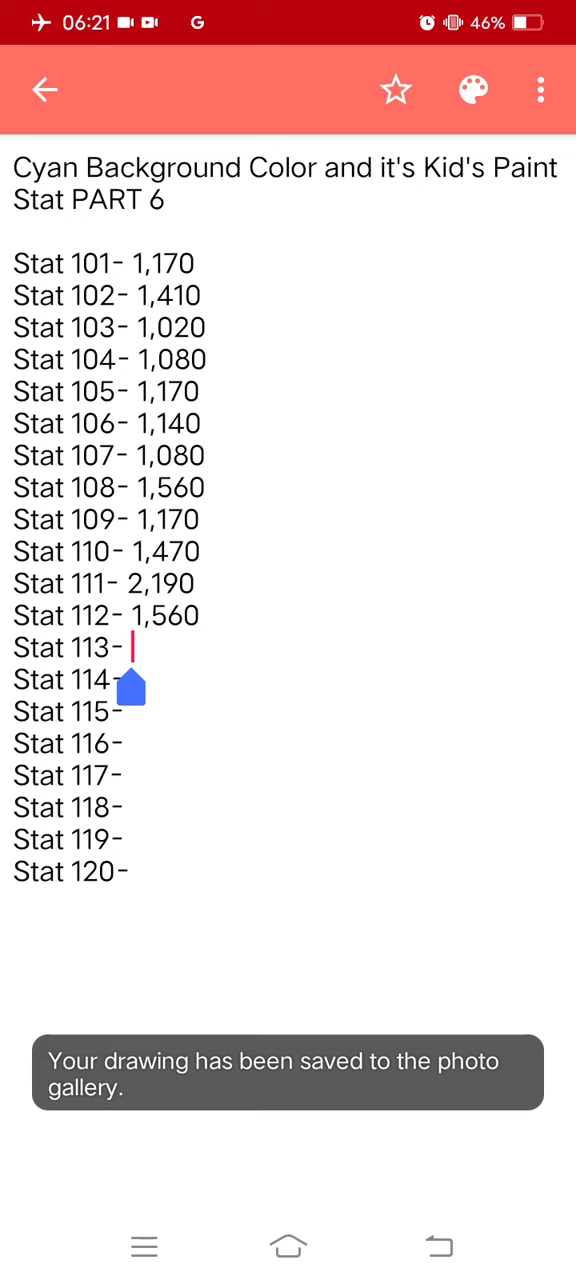 06:21
G
46%
Cyan Background Color and it's Kid's Paint
Stat PART 6
Stat 101- 1,170
Stat 102- 1,410
Stat 103- 1,020
Stat 104- 1,080
Stat 105- 1,170
Stat 106- 1,140
Stat 107- 1,080
Stat 108- 1,560
Stat 109- 1,170
Stat 110- 1,470
Stat 111- 2,190
Stat 112- 1,560
Stat 113-
Stat 114-
Stat 115-
Stat 116-
Stat 117-
Stat 118-
Stat 119-
Stat 120-
Your drawing has been saved to the photo
gallery.